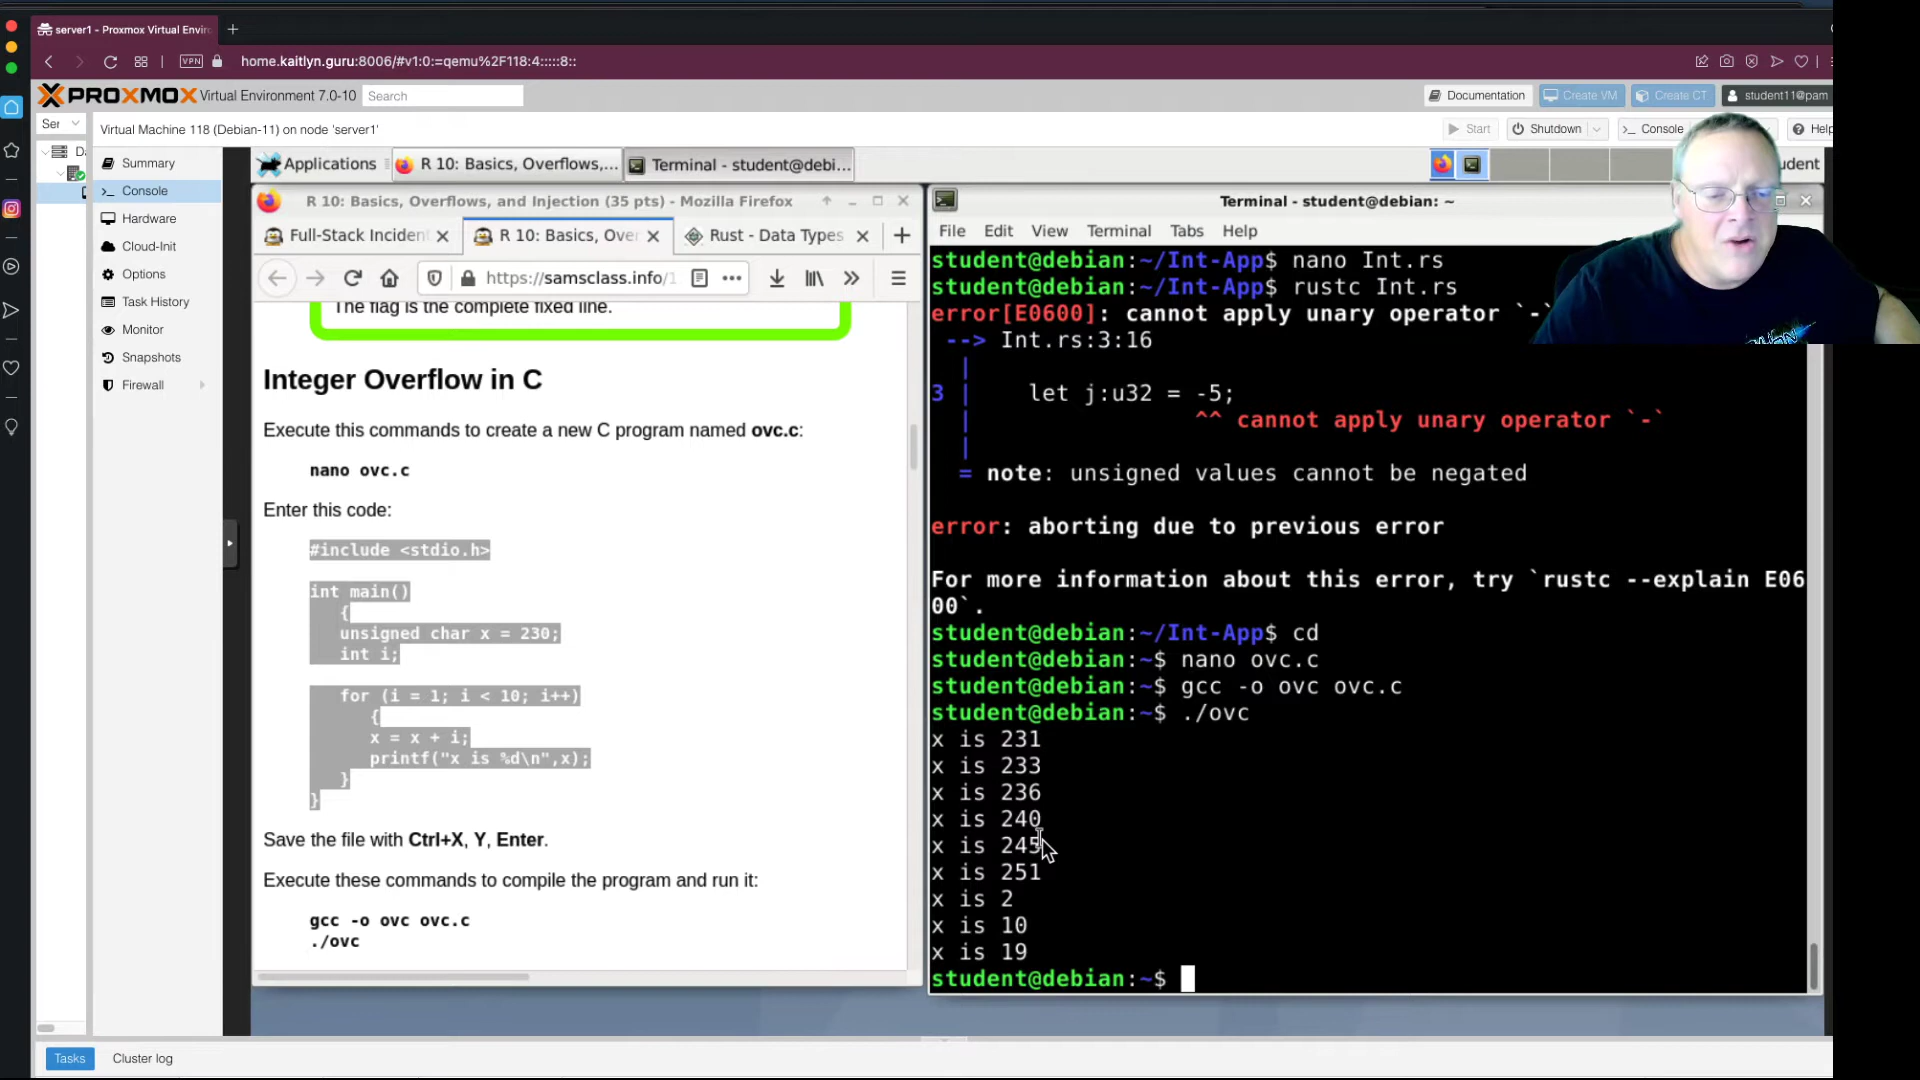 server1 - Proxmox Virtual Envir
VPN
home.kaitlyn.guru:8006/#v1:0:=qemu%2F118:4:::::8::
PROXMOX Virtual Environment 7.0-10
Search
Documentation
Create VM
Create CT
student11@pam
Ser
Virtual Machine 118 (Debian-11) on node 'server1'
Start
Shutdown
Console
Help
Summary
Console
Hardware
Cloud-Init
Options
Task History
Monitor
Snapshots
Firewall
Applications
R 10: Basics, Overflows,...
Terminal - student@debi...
udent
R 10: Basics, Overflows, and Injection (35 pts) - Mozilla Firefox
Full-Stack Inciden
R 10: Basics, Over
Rust - Data Types
https://samsclass.info/1
The flag is the complete fixed line.
Integer Overflow in C
Execute this commands to create a new C program named ovc.c:
nano ovc.c
Enter this code:
#include <stdio.h>
int main()
{
unsigned char x = 230;
int i;
for (i = 1; i < 10; i++)
{
x = x + i;
printf("x is %d\n",x);
}
}
Save the file with Ctrl+X, Y, Enter.
Execute these commands to compile the program and run it:
gcc -o ovc ovc.c
./ovc
Terminal - student@debian: ~
File Edit View Terminal Tabs Help
student@debian:~/Int-App$ nano Int.rs
student@debian:~/Int-App$ rustc Int.rs
error[E0600]: cannot apply unary operator `-`
--> Int.rs:3:16
|
3 | let j:u32 = -5;
| ^^ cannot apply unary operator `-`
|
= note: unsigned values cannot be negated
error: aborting due to previous error
For more information about this error, try `rustc --explain E06
00`.
student@debian:~/Int-App$ cd
student@debian:~$ nano ovc.c
student@debian:~$ gcc -o ovc ovc.c
student@debian:~$ ./ovc
x is 231
x is 233
x is 236
x is 240
x is 245
x is 251
x is 2
x is 10
x is 19
student@debian:~$
Tasks
Cluster log